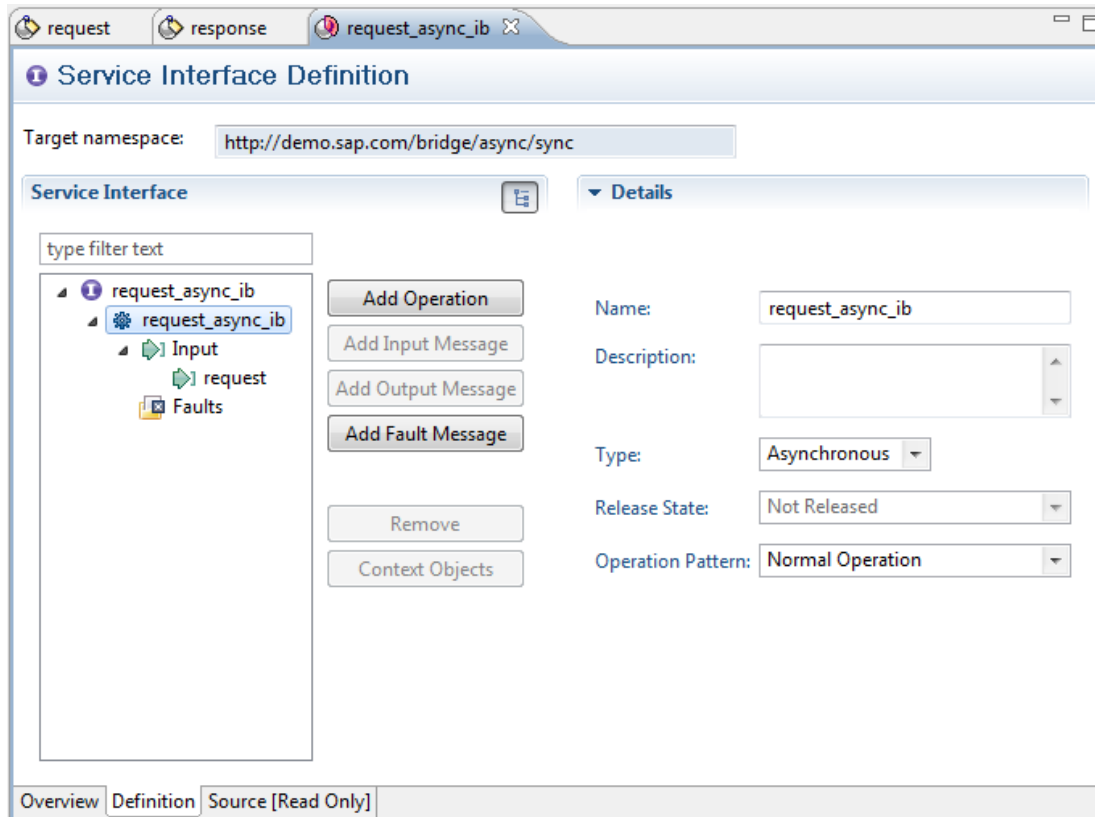 request
response
request_async_ib
Service Interface Definition
Target namespace:
http://demo.sap.com/bridge/async/sync
Service Interface
Details
type filter text
request_async_ib
request_async_ib
Input
request
Faults
Add Operation
Add Input Message
Add Output Message
Add Fault Message
Remove
Context Objects
Name:
request_async_ib
Description:
Type:
Asynchronous
Release State:
Not Released
Operation Pattern:
Normal Operation
Overview
Definition
Source [Read Only]